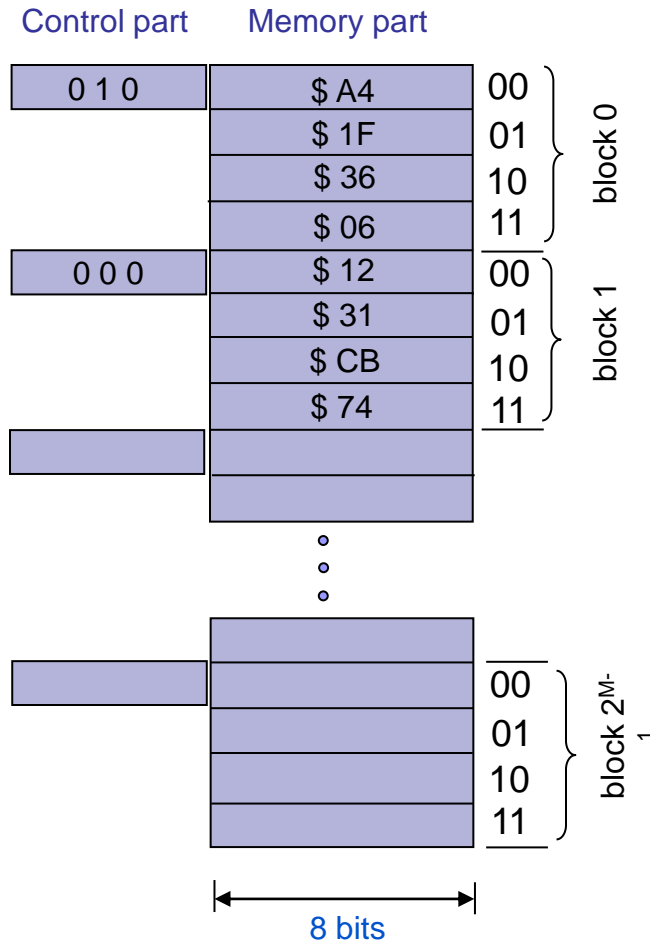 Control part Memory part
0 1 0 $ A4 00
$ 1F 01
$ 36 10
$ 06 11
block 0
0 0 0 $ 12 00
$ 31 01
$ CB 10
$ 74 11
block 1
00
01
10
11
block 2^M-
1
8 bits